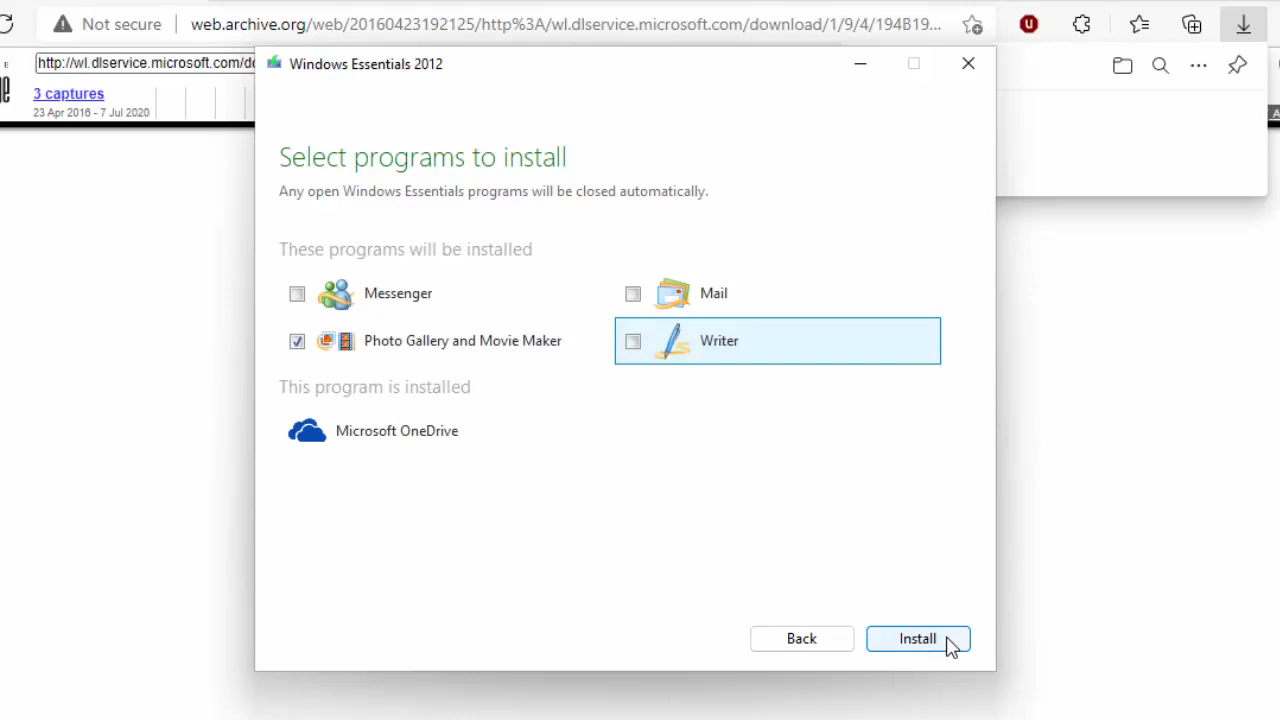 Not secure
web.archive.org/web/20160423192125/http%3A/wl.dlservice.microsoft.com/download/1/9/4/194B19...
http://wl.dlservice.microsoft.com/do
3 captures
23 Apr 2016 - 7 Jul 2020
Windows Essentials 2012
Select programs to install
Any open Windows Essentials programs will be closed automatically.
These programs will be installed
Messenger
Mail
Photo Gallery and Movie Maker
Writer
This program is installed
Microsoft OneDrive
Back
Install